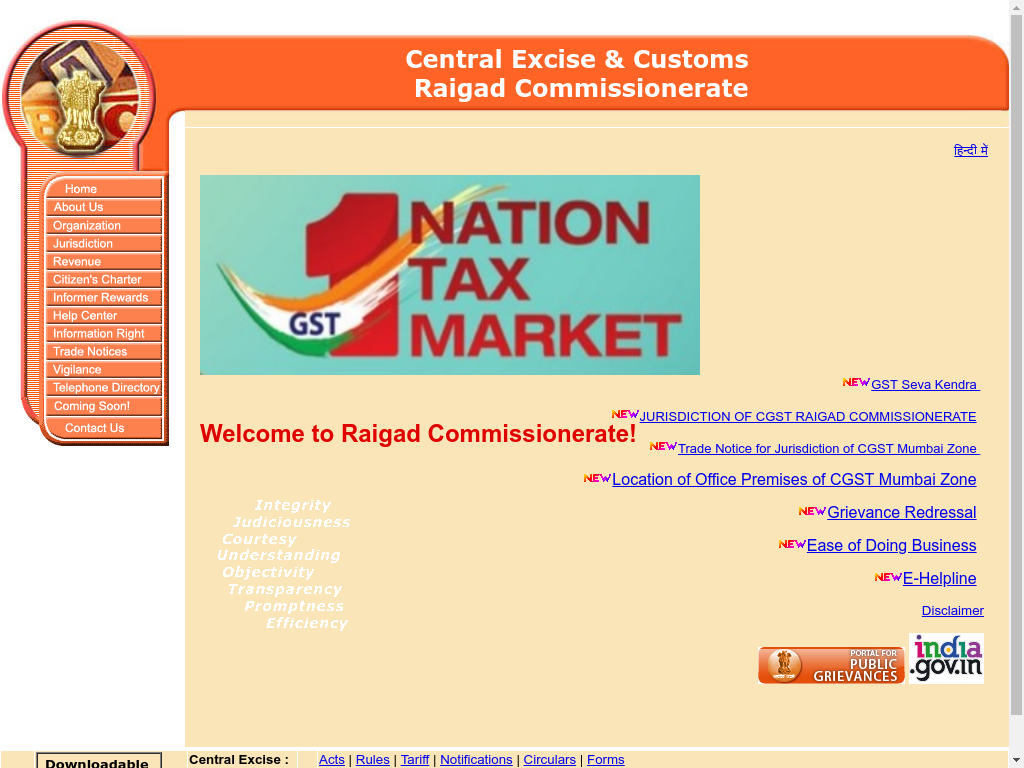 Central Excise & Customs
Raigad Commissionerate
हिन्दी में
Home
About Us
Organization
Jurisdiction
Revenue
Citizen's Charter
Informer Rewards
Help Center
Information Right
Trade Notices
Vigilance
Telephone Directory
Coming Soon!
Contact Us
1 NATION
TAX
MARKET
GST
NEW GST Seva Kendra
NEW JURISDICTION OF CGST RAIGAD COMMISSIONERATE
Welcome to Raigad Commissionerate!
NEW Trade Notice for Jurisdiction of CGST Mumbai Zone
NEW Location of Office Premises of CGST Mumbai Zone
NEW Grievance Redressal
NEW Ease of Doing Business
NEW E-Helpline
Disclaimer
Integrity
Judiciousness
Courtesy
Understanding
Objectivity
Transparency
Promptness
Efficiency
PORTAL FOR
PUBLIC
GRIEVANCES
india
.gov.in
Downloadable
Central Excise :
Acts | Rules | Tariff | Notifications | Circulars | Forms